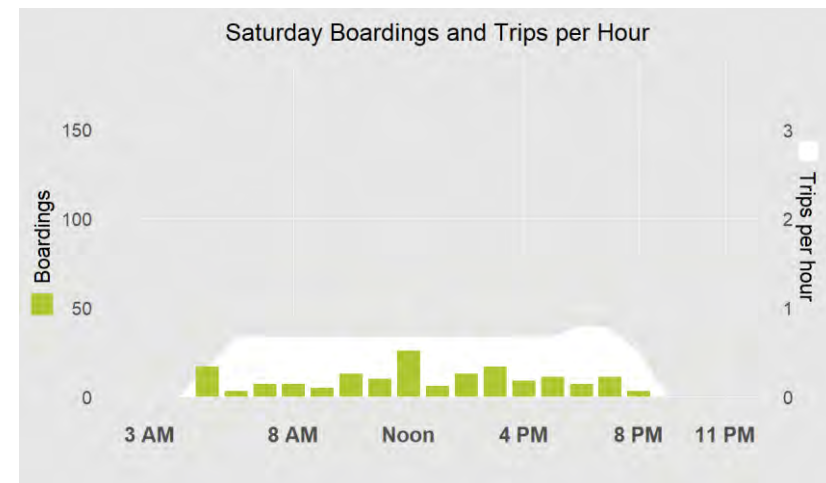 Saturday Boardings and Trips per Hour
150
100
50
0
Boardings
3
2
1
0
Trips per hour
3 AM 8 AM Noon 4 PM 8 PM 11 PM